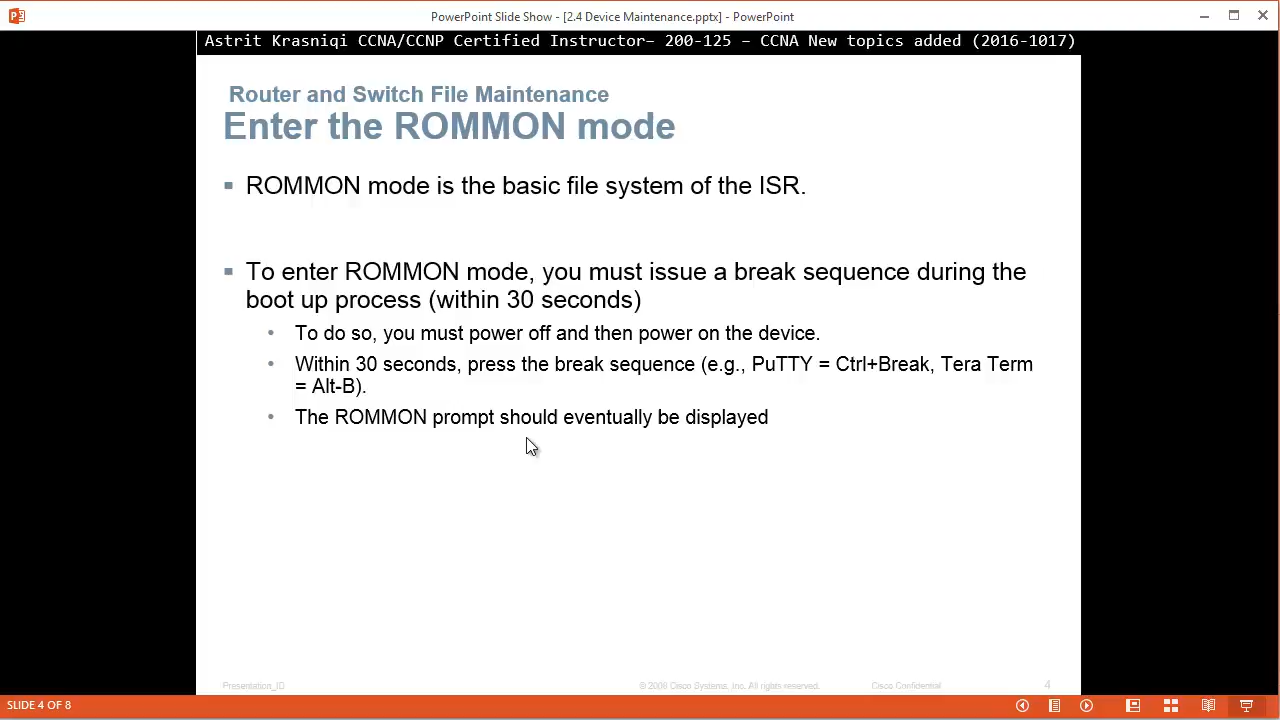 PowerPoint Slide Show - [2.4 Device Maintenance.pptx] - PowerPoint
Astrit Krasniqi CCNA/CCNP Certified Instructor– 200-125 – CCNA New topics added (2016-1017)
Router and Switch File Maintenance
Enter the ROMMON mode
▪ ROMMON mode is the basic file system of the ISR.
▪ To enter ROMMON mode, you must issue a break sequence during the
boot up process (within 30 seconds)
• To do so, you must power off and then power on the device.
• Within 30 seconds, press the break sequence (e.g., PuTTY = Ctrl+Break, Tera Term
= Alt-B).
• The ROMMON prompt should eventually be displayed
Presentation_ID © 2008 Cisco Systems, Inc. All rights reserved. Cisco Confidential 4
SLIDE 4 OF 8